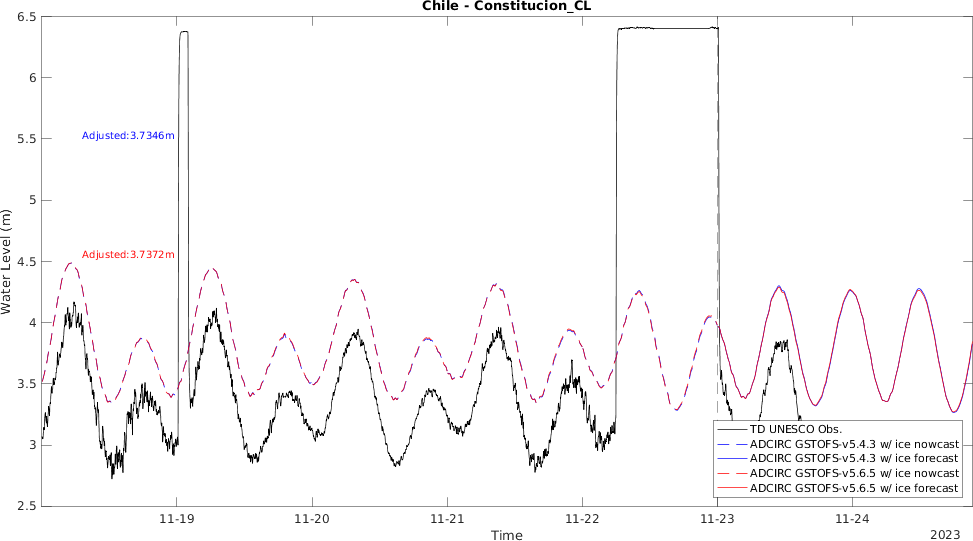 Chile - Constitucion_CL
6.5
6
5.5
5
4.5
4
3.5
3
2.5
Water Level (m)
Adjusted:3.7346m
Adjusted:3.7372m
TD UNESCO Obs.
ADCIRC GSTOFS-v5.4.3 w/ ice nowcast
ADCIRC GSTOFS-v5.4.3 w/ ice forecast
ADCIRC GSTOFS-v5.6.5 w/ ice nowcast
ADCIRC GSTOFS-v5.6.5 w/ ice forecast
11-19
11-20
11-21
11-22
11-23
11-24
Time
2023